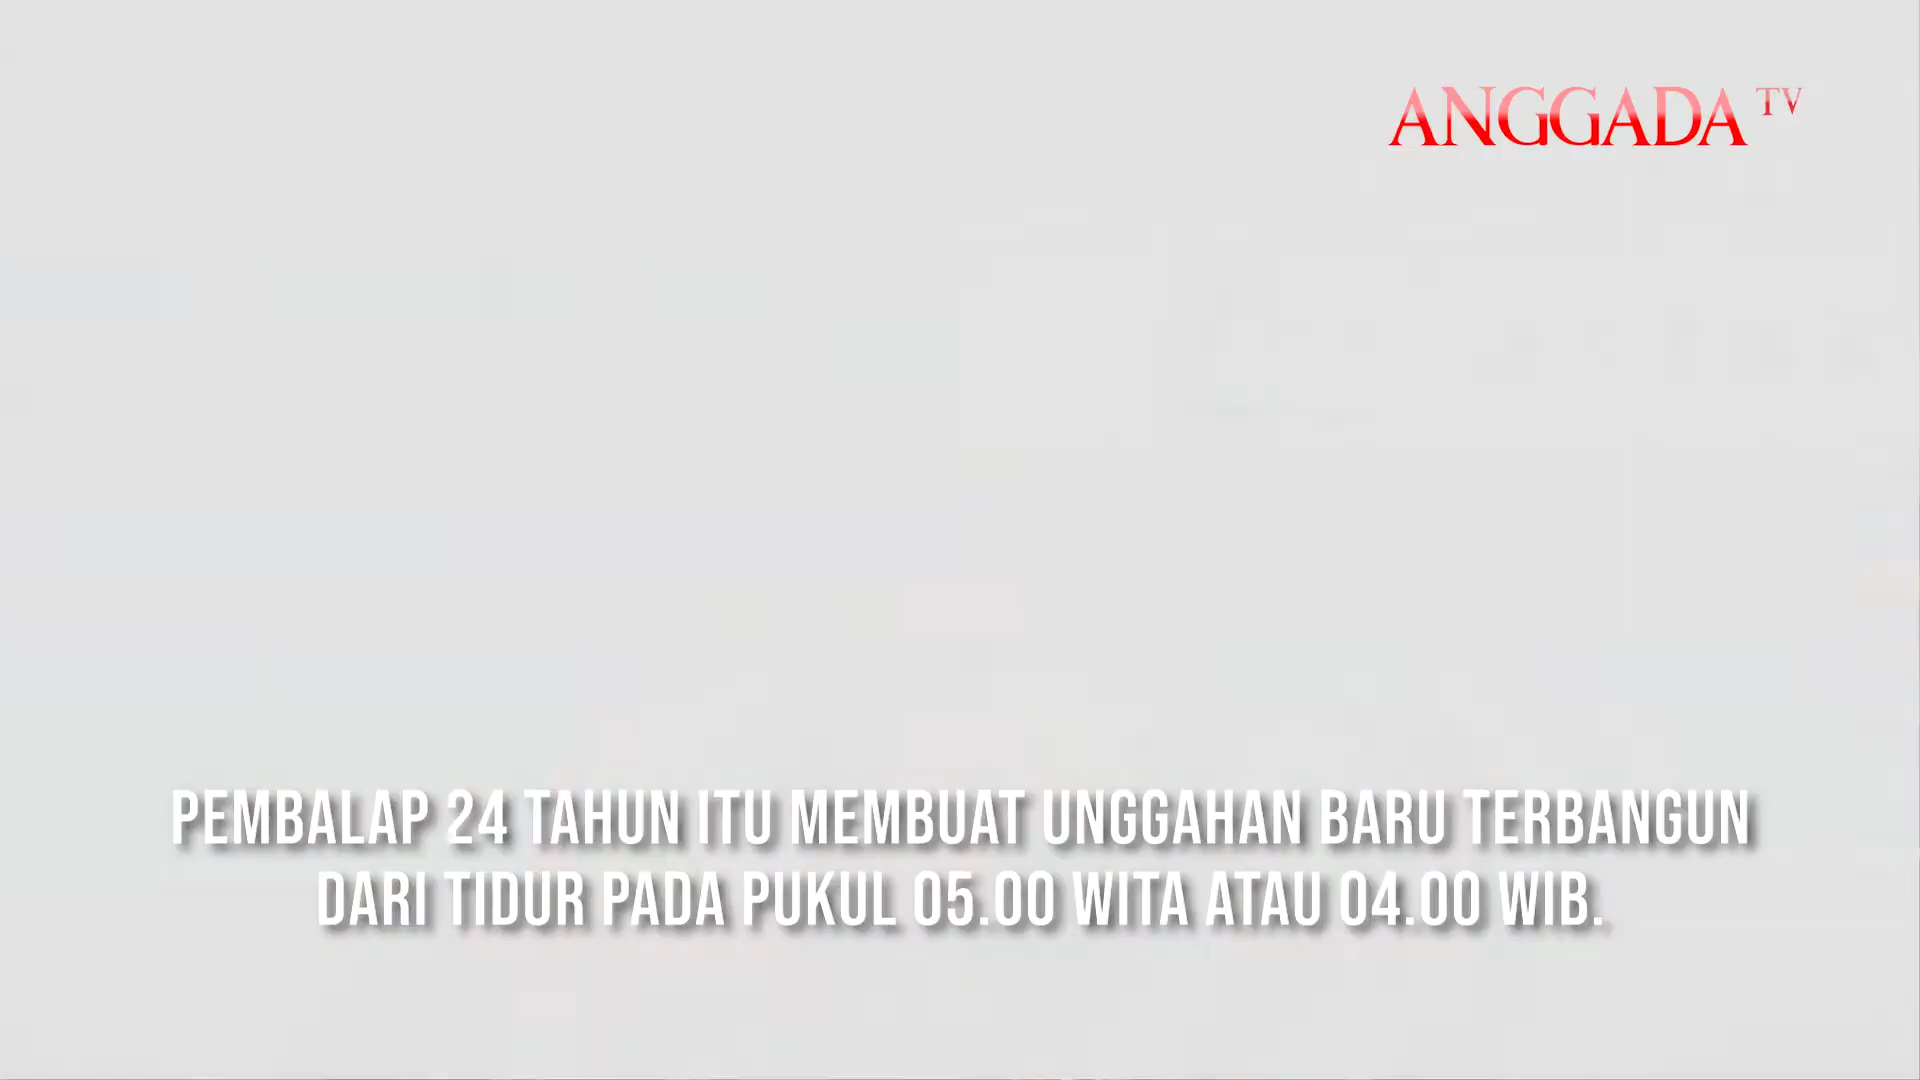 ANGGADA TV
PEMBALAP 24 TAHUN ITU MEMBUAT UNGGAHAN BARU TERBANGUN
DARI TIDUR PADA PUKUL 05.00 WITA ATAU 04.00 WIB.